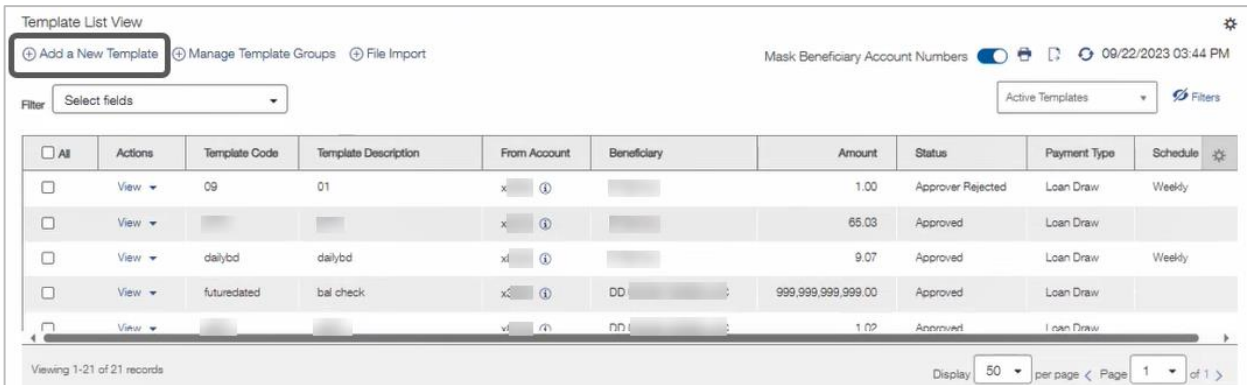 Template List View
Add a New Template Manage Template Groups File Import Mask Beneficiary Account Numbers 09/22/2023 03:44 PM
Filter Select fields Active Templates Filters
All Actions Template Code Template Description From Account Beneficiary Amount Status Payment Type Schedule
View 09 01 x 1.00 Approver Rejected Loan Draw Weekly
View x 65.03 Approved Loan Draw
View dailybd dailybd 9.07 Approved Loan Draw Weekly
View futuredated bal check DD 999,999,999,999.00 Approved Loan Draw
View DD 1.02 Approved Loan Draw
Viewing 1-21 of 21 records Display 50 per page < Page 1 of 1 >